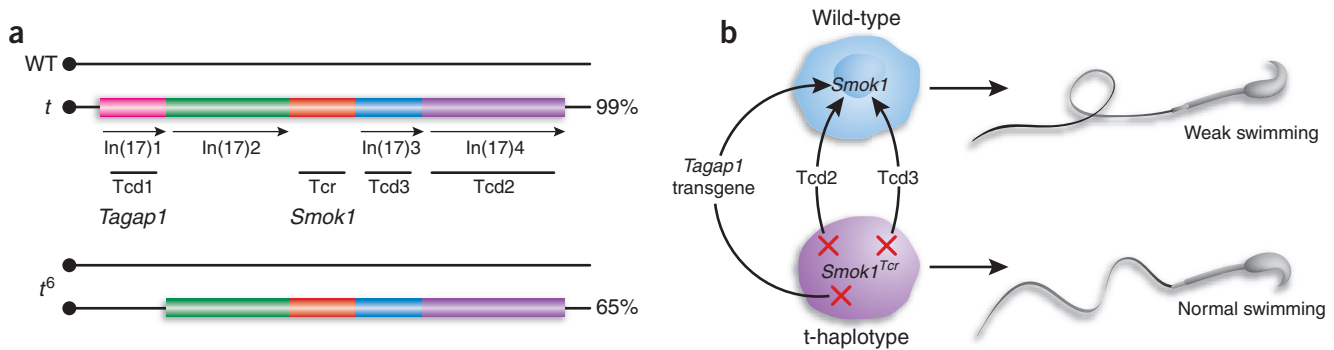 a
WT
t
99%
In(17)1
In(17)2
In(17)3
In(17)4
Tcd1
Tcr
Tcd3
Tcd2
Tagap1
Smok1
t6
65%
b
Wild-type
Smok1
Weak swimming
Tagap1
transgene
Tcd2
Tcd3
Smok1Tcr
Normal swimming
t-haplotype